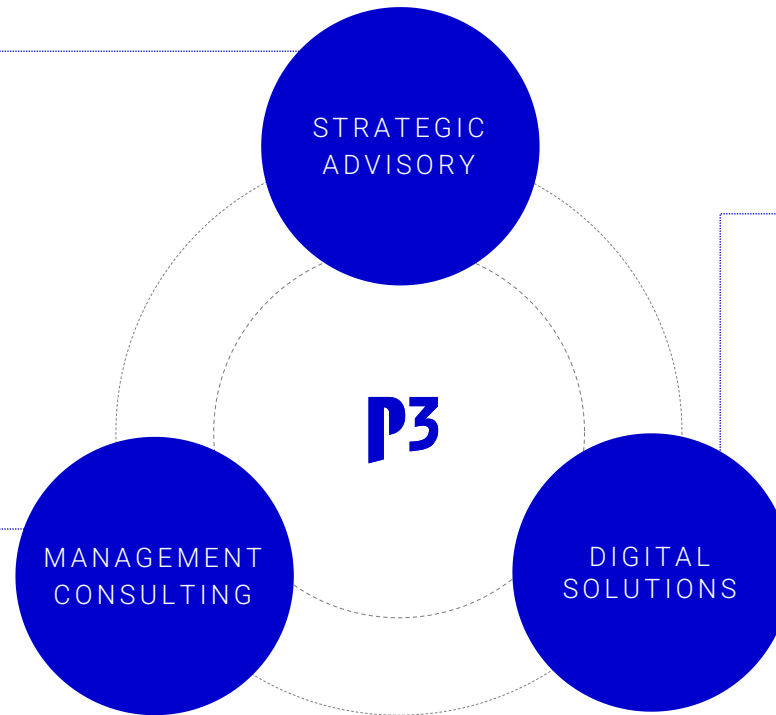 STRATEGIC
ADVISORY
P3
MANAGEMENT
CONSULTING
DIGITAL
SOLUTIONS